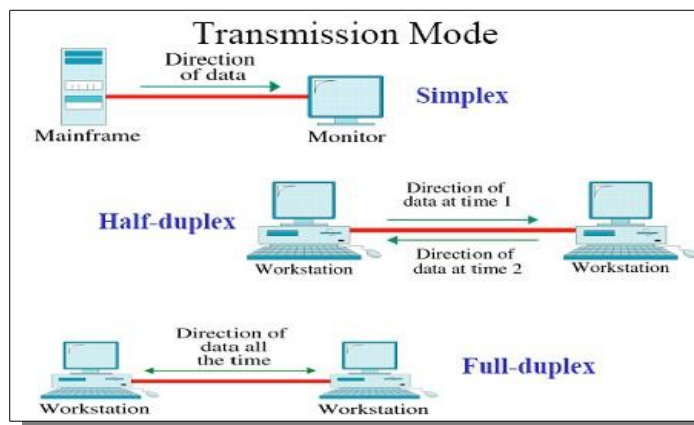 Transmission Mode
Direction
of data
Simplex
Mainframe
Monitor
Direction of
data at time 1
Half-duplex
Direction of
data at time 2
Workstation
Workstation
Direction of
data all
the time
Full-duplex
Workstation
Workstation